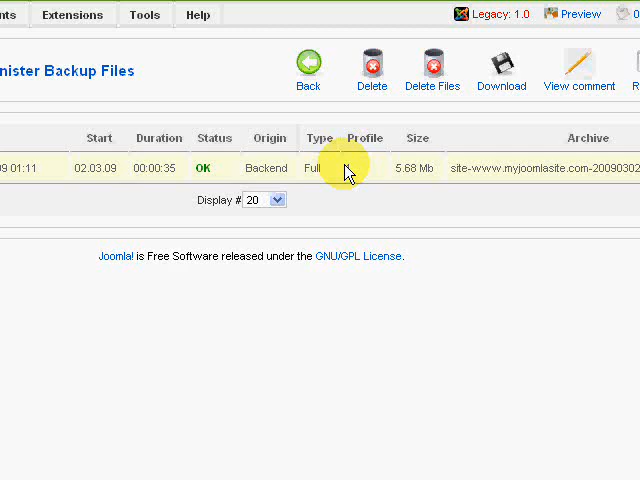 nts Extensions Tools Help Legacy: 1.0 Preview 0
nister Backup Files
Back Delete Delete Files Download View comment R
Start Duration Status Origin Type Profile Size Archive
09 01:11 02.03.09 00:00:35 OK Backend Full 5.68 Mb site-www.myjoomlasite.com-20090302
Display # 20
Joomla! is Free Software released under the GNU/GPL License.